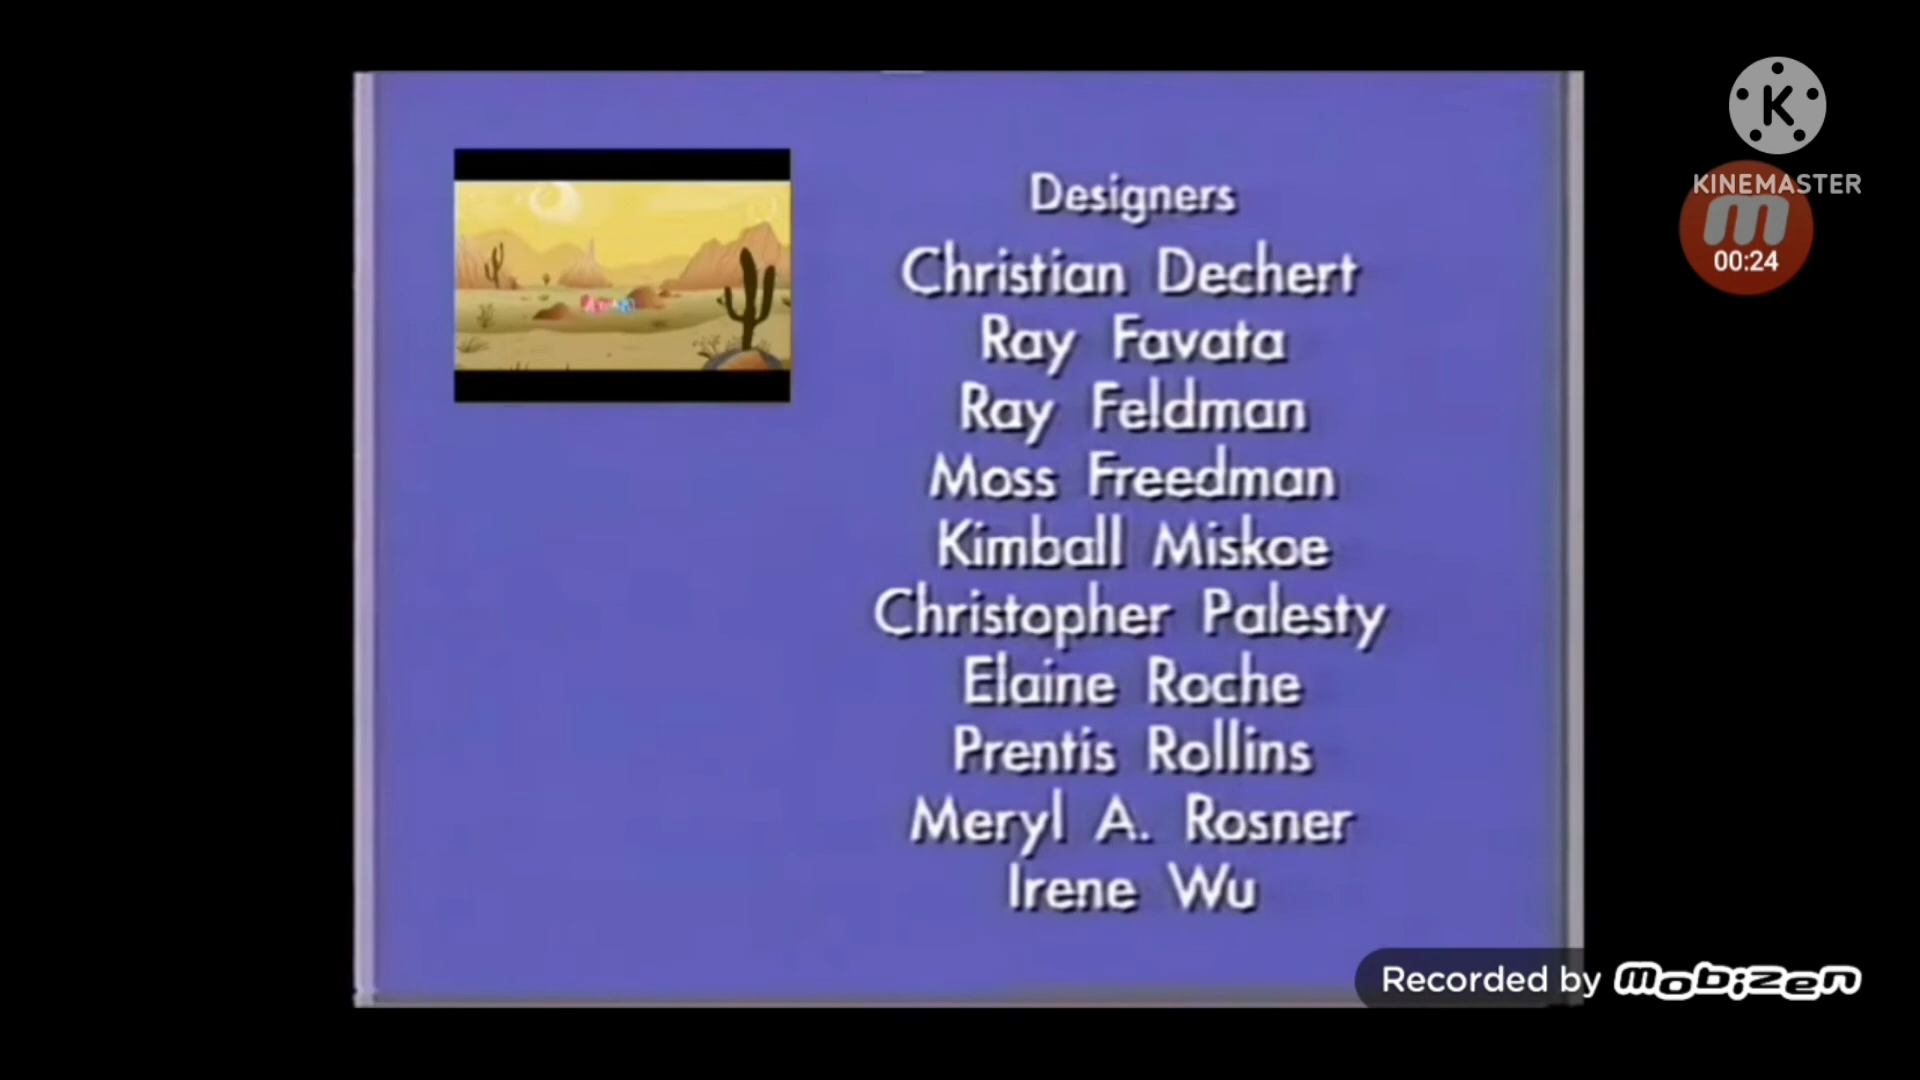 Designers
Christian Dechert
Ray Favata
Ray Feldman
Moss Freedman
Kimball Miskoe
Christopher Palesty
Elaine Roche
Prentis Rollins
Meryl A. Rosner
Irene Wu
K
KINEMASTER
m
00:24
Recorded by mobizen